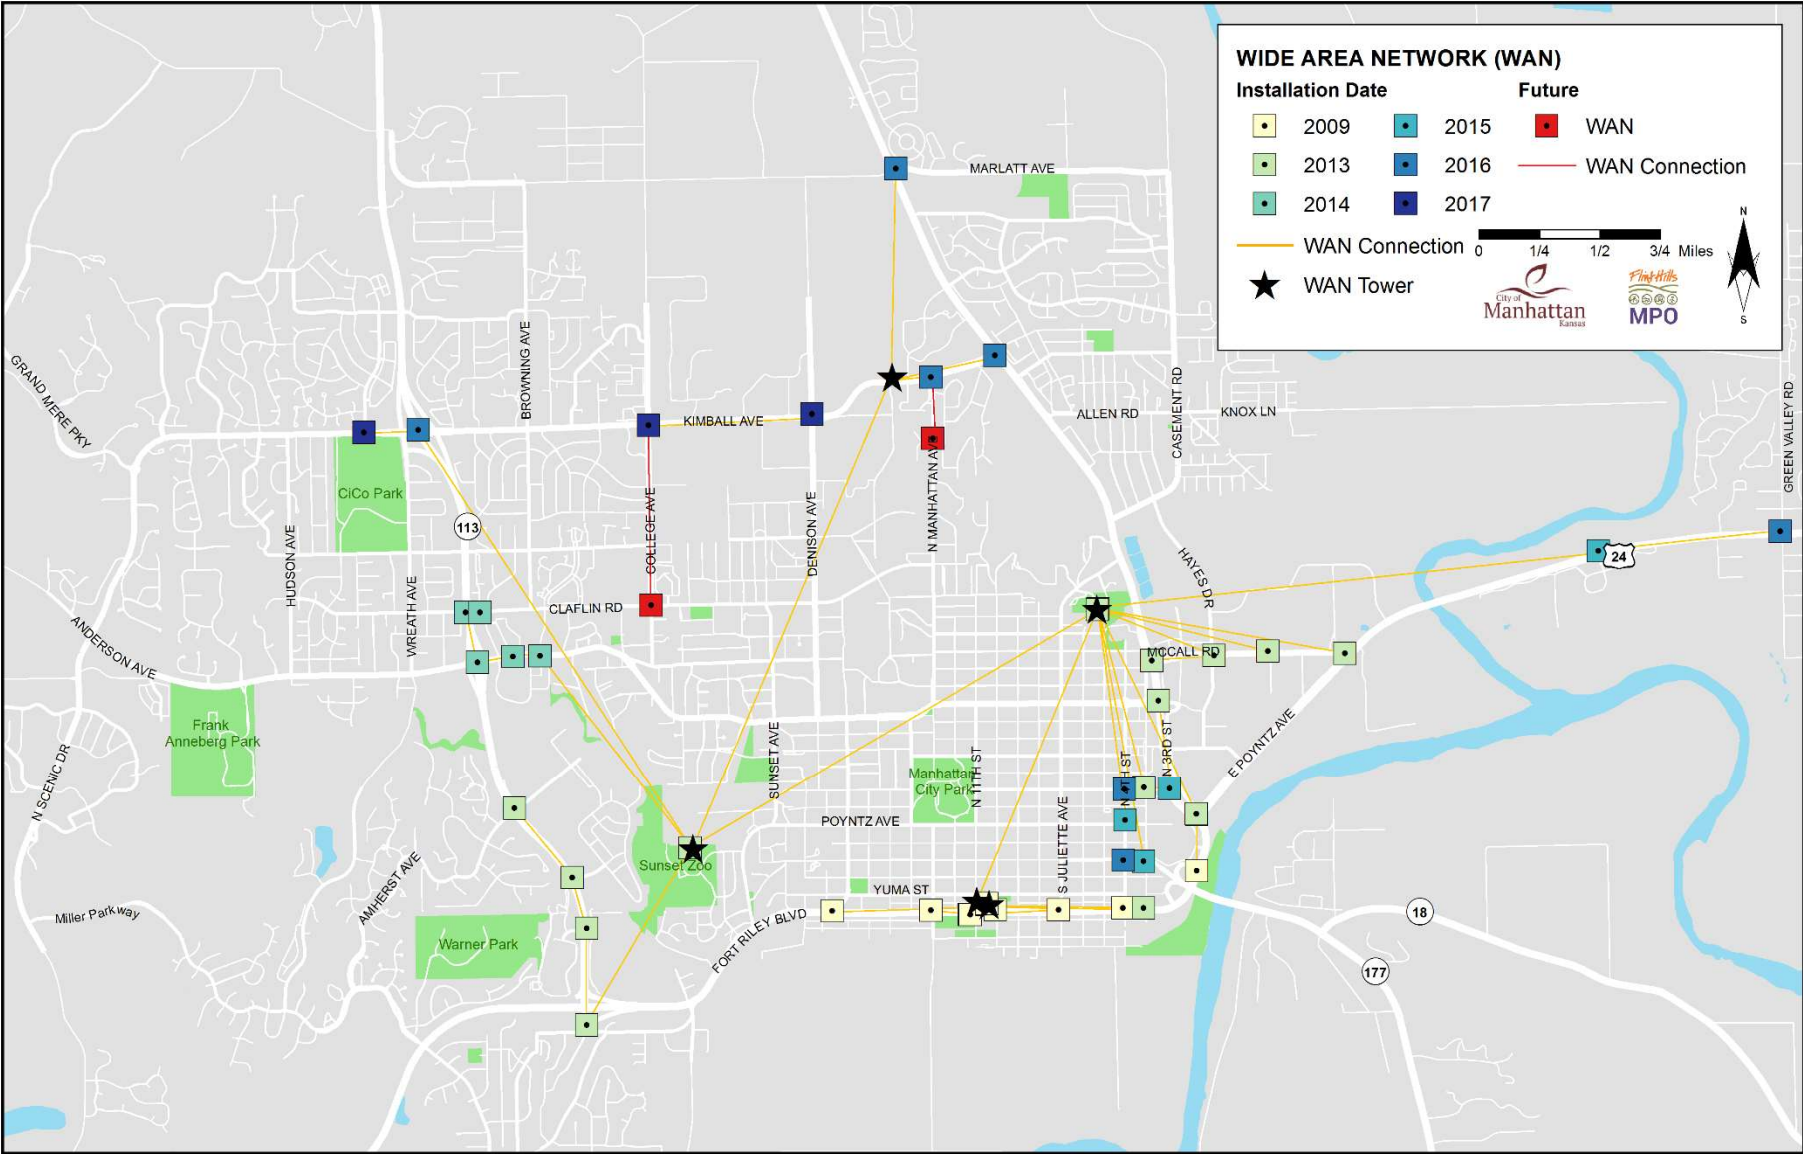 WIDE AREA NETWORK (WAN)
Installation Date
Future
2009
2015
WAN
2013
2016
WAN Connection
2014
2017
WAN Connection
0 1/4 1/2 3/4 Miles
WAN Tower
N
S
City of
Manhattan
Kansas
Flint Hills
MPO
MARLATT AVE
GRAND MERE PKY
BROWNING AVE
KIMBALL AVE
ALLEN RD
KNOX LN
CASEMENT RD
GREEN VALLEY RD
CiCo Park
113
HUDSON AVE
WREATH AVE
COLLEGE AVE
DENISON AVE
N MANHATTAN AVE
HAYES DR
24
CLAFLIN RD
ANDERSON AVE
MCCALL RD
Frank
Anneberg Park
N SCENIC DR
SUNSET AVE
Manhattan
City Park
N 11TH ST
N 4TH ST
N 3RD ST
E POYNTZ AVE
POYNTZ AVE
S JULIETTE AVE
Sunset Zoo
AMHERST AVE
YUMA ST
Miller Parkway
Warner Park
FORT RILEY BLVD
18
177